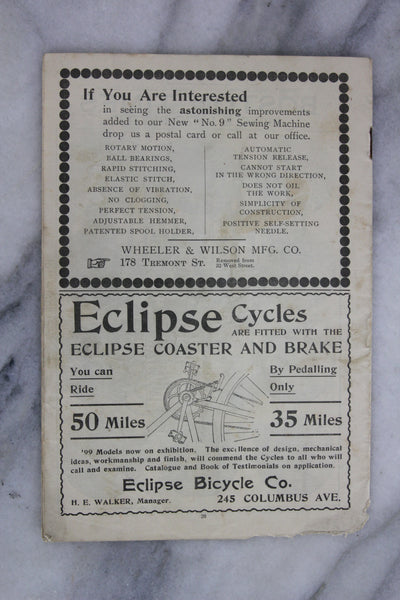 If You Are Interested
in seeing the astonishing improvements
added to our New "No. 9" Sewing Machine
drop us a postal card or call at our office.
ROTARY MOTION,
BALL BEARINGS,
RAPID STITCHING,
ELASTIC STITCH,
ABSENCE OF VIBRATION,
NO CLOGGING,
PERFECT TENSION,
ADJUSTABLE HEMMER,
PATENTED SPOOL HOLDER,
AUTOMATIC
TENSION RELEASE,
CANNOT START
IN THE WRONG DIRECTION,
DOES NOT OIL
THE WORK,
SIMPLICITY OF
CONSTRUCTION,
POSITIVE SELF-SETTING
NEEDLE.
WHEELER & WILSON MFG. CO.
178 TREMONT ST. Removed from
32 West Street.
Eclipse Cycles
ARE FITTED WITH THE
ECLIPSE COASTER AND BRAKE
You can
Ride
50 Miles
By Pedalling
Only
35 Miles
'99 Models now on exhibition. The excellence of design, mechanical
ideas, workmanship and finish, will commend the Cycles to all who will
call and examine. Catalogue and Book of Testimonials on application.
Eclipse Bicycle Co.
H. E. WALKER, Manager. 245 COLUMBUS AVE.